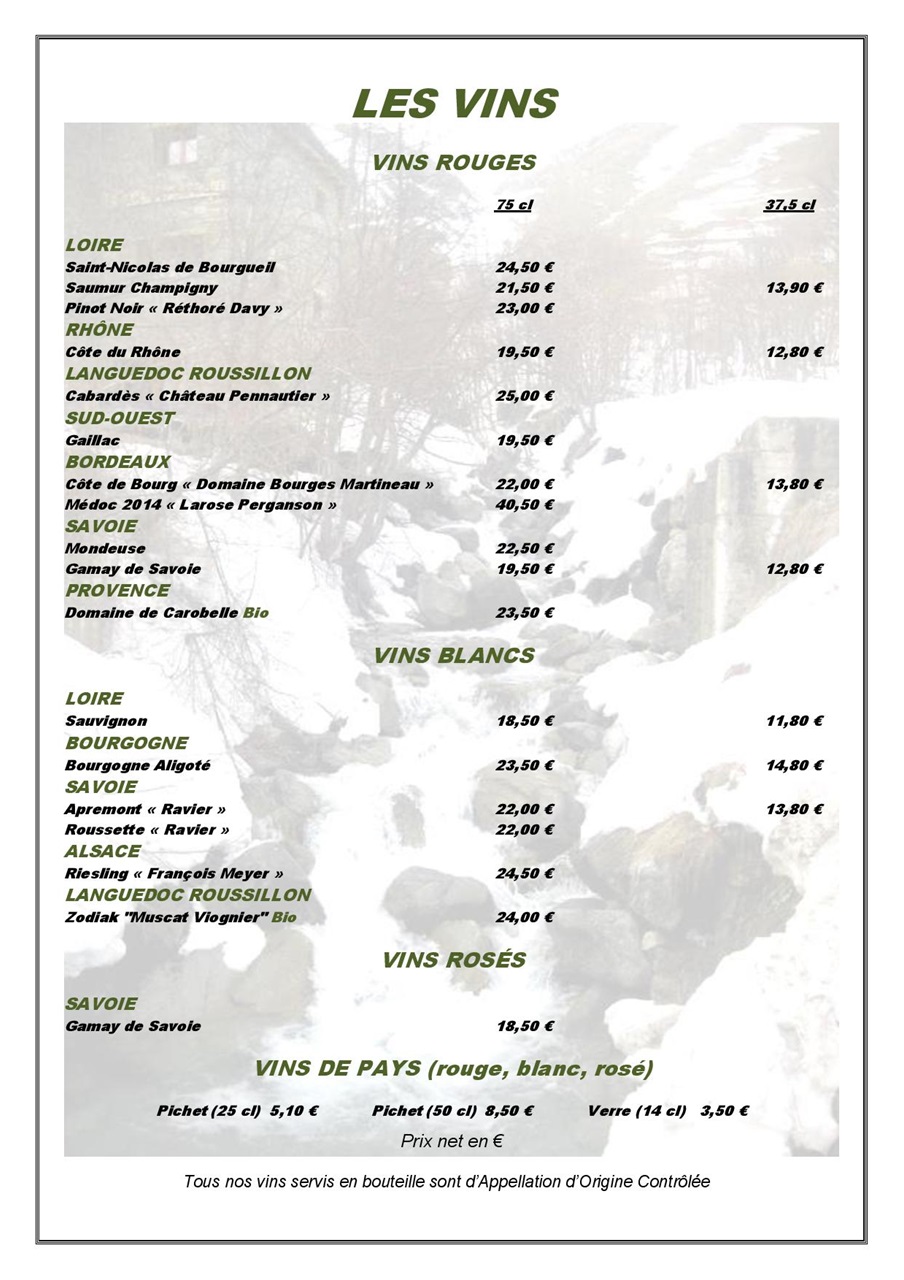 LES VINS
VINS ROUGES
75 cl 37,5 cl
LOIRE
Saint-Nicolas de Bourgueil 24,50 €
Saumur Champigny 21,50 € 13,90 €
Pinot Noir « Réthoré Davy » 23,00 €
RHÔNE
Côte du Rhône 19,50 € 12,80 €
LANGUEDOC ROUSSILLON
Cabardès « Château Pennautier » 25,00 €
SUD-OUEST
Gaillac 19,50 €
BORDEAUX
Côte de Bourg « Domaine Bourges Martineau » 22,00 € 13,80 €
Médoc 2014 « Larose Perganson » 40,50 €
SAVOIE
Mondeuse 22,50 €
Gamay de Savoie 19,50 € 12,80 €
PROVENCE
Domaine de Carobelle Bio 23,50 €
VINS BLANCS
LOIRE
Sauvignon 18,50 € 11,80 €
BOURGOGNE
Bourgogne Aligoté 23,50 € 14,80 €
SAVOIE
Apremont « Ravier » 22,00 € 13,80 €
Roussette « Ravier » 22,00 €
ALSACE
Riesling « François Meyer » 24,50 €
LANGUEDOC ROUSSILLON
Zodiak "Muscat Viognier" Bio 24,00 €
VINS ROSÉS
SAVOIE
Gamay de Savoie 18,50 €
VINS DE PAYS (rouge, blanc, rosé)
Pichet (25 cl) 5,10 € Pichet (50 cl) 8,50 € Verre (14 cl) 3,50 €
Prix net en €
Tous nos vins servis en bouteille sont d'Appellation d'Origine Contrôlée